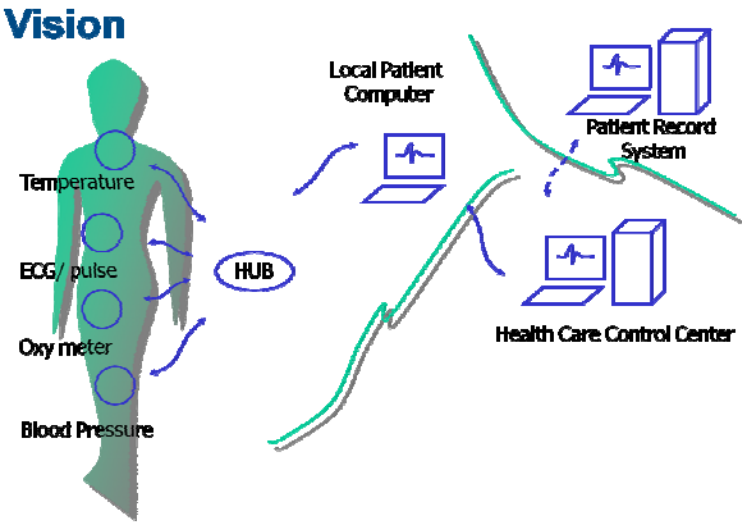 Vision
Local Patient
Computer
Patient Record
System
Temperature
ECG/ pulse
HUB
Oxy meter
Health Care Control Center
Blood Pressure